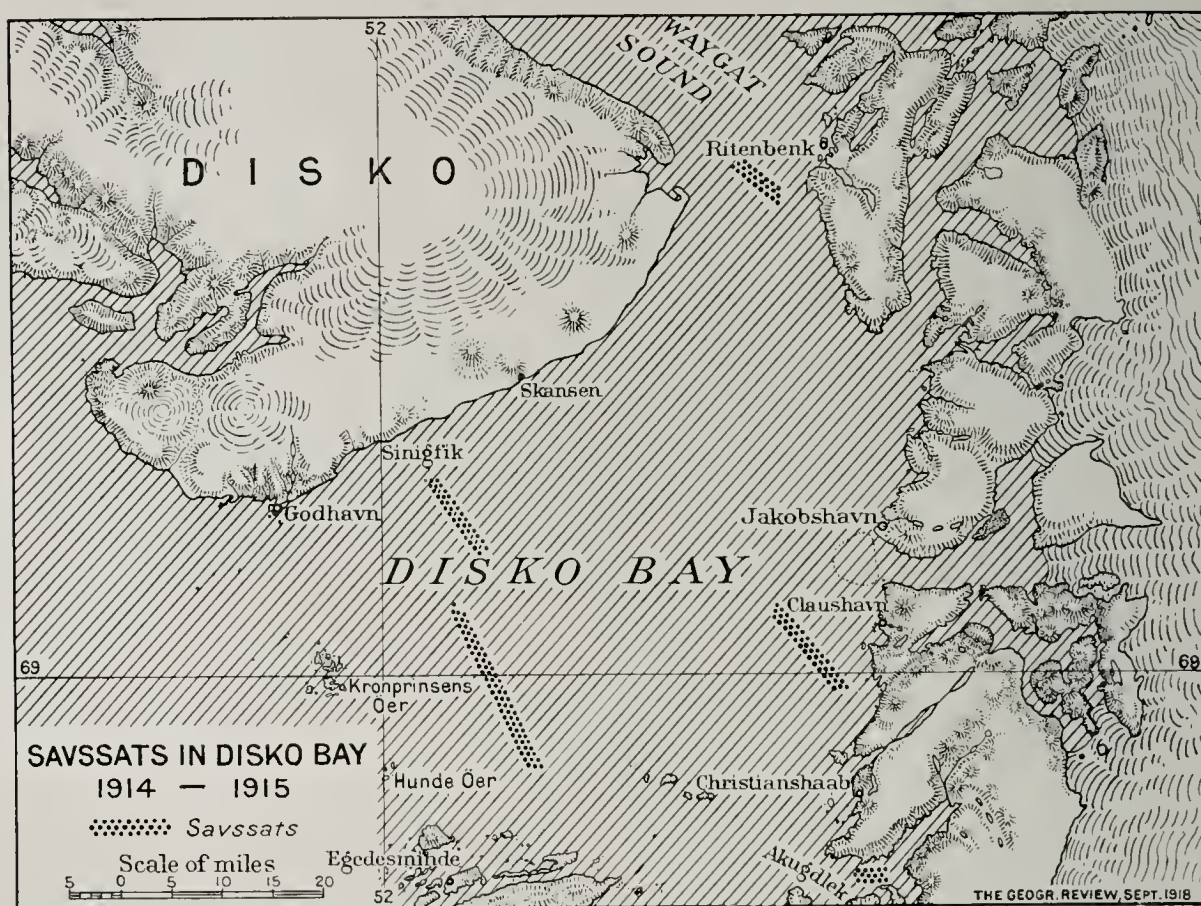 52
WAYGAT
SOUND
DISKO
Ritenbenk
Skansen
Sinigfik
Godhavn
Jakobshavn
DISKO BAY
Claushavn
69
69
Kronprinsens
Öer
SAVSSATS IN DISKO BAY
1914 — 1915
Savssats
Scale of miles
5 0 5 10 15 20
Hunde Öer
Christianshaab
Egedesminde
52
Akugdlek
THE GEOGR. REVIEW, SEPT. 1918